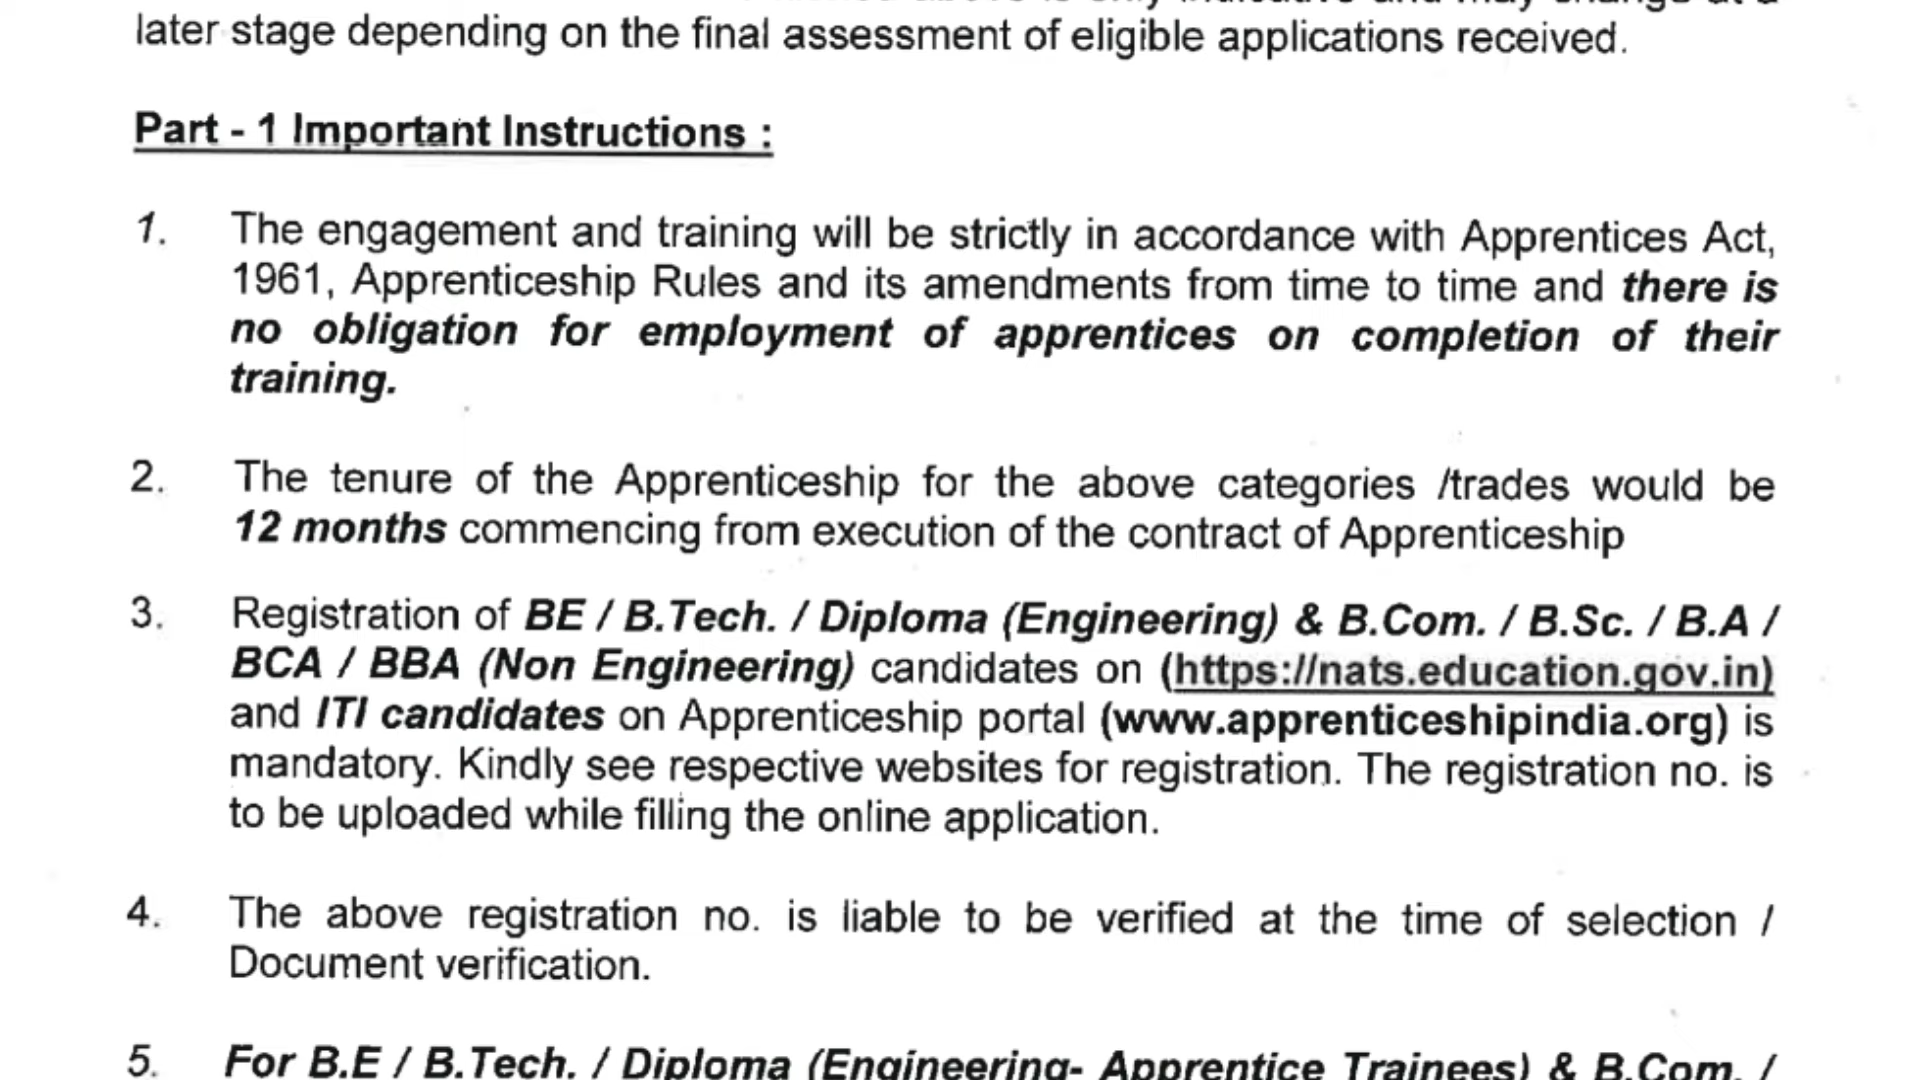 later stage depending on the final assessment of eligible applications received.
Part - 1 Important Instructions :
1. The engagement and training will be strictly in accordance with Apprentices Act,
1961, Apprenticeship Rules and its amendments from time to time and there is
no obligation for employment of apprentices on completion of their
training.
2. The tenure of the Apprenticeship for the above categories /trades would be
12 months commencing from execution of the contract of Apprenticeship
3. Registration of BE / B.Tech. / Diploma (Engineering) & B.Com. / B.Sc. / B.A /
BCA / BBA (Non Engineering) candidates on (https://nats.education.gov.in)
and ITI candidates on Apprenticeship portal (www.apprenticeshipindia.org) is
mandatory. Kindly see respective websites for registration. The registration no. is
to be uploaded while filling the online application.
4. The above registration no. is liable to be verified at the time of selection /
Document verification.
5. For B.E / B.Tech. / Diploma (Engineering- Apprentice Trainees) & B.Com. /